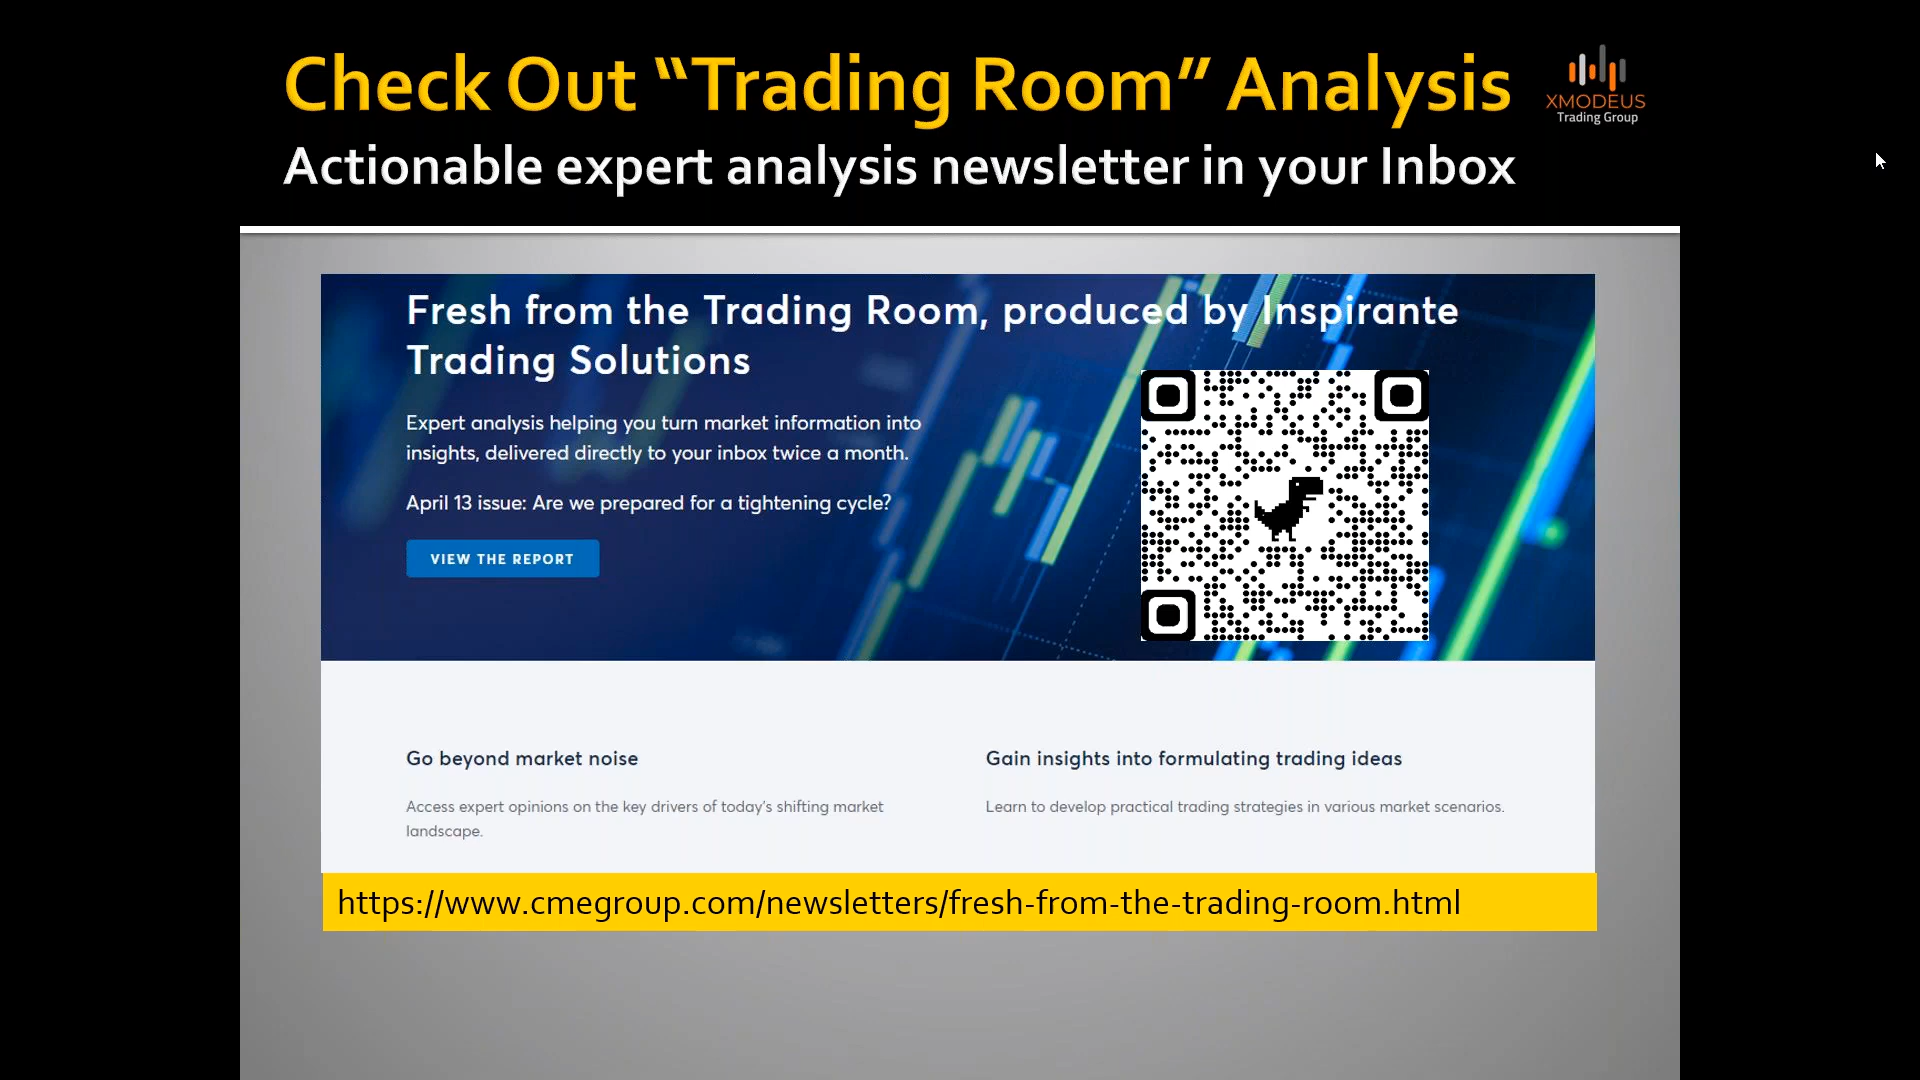 Check Out “Trading Room” Analysis
XMODEUS
Trading Group
Actionable expert analysis newsletter in your Inbox
Fresh from the Trading Room, produced by Inspirante
Trading Solutions
Expert analysis helping you turn market information into
insights, delivered directly to your inbox twice a month.
April 13 issue: Are we prepared for a tightening cycle?
VIEW THE REPORT
Go beyond market noise
Access expert opinions on the key drivers of today's shifting market
landscape.
Gain insights into formulating trading ideas
Learn to develop practical trading strategies in various market scenarios.
https://www.cmegroup.com/newsletters/fresh-from-the-trading-room.html